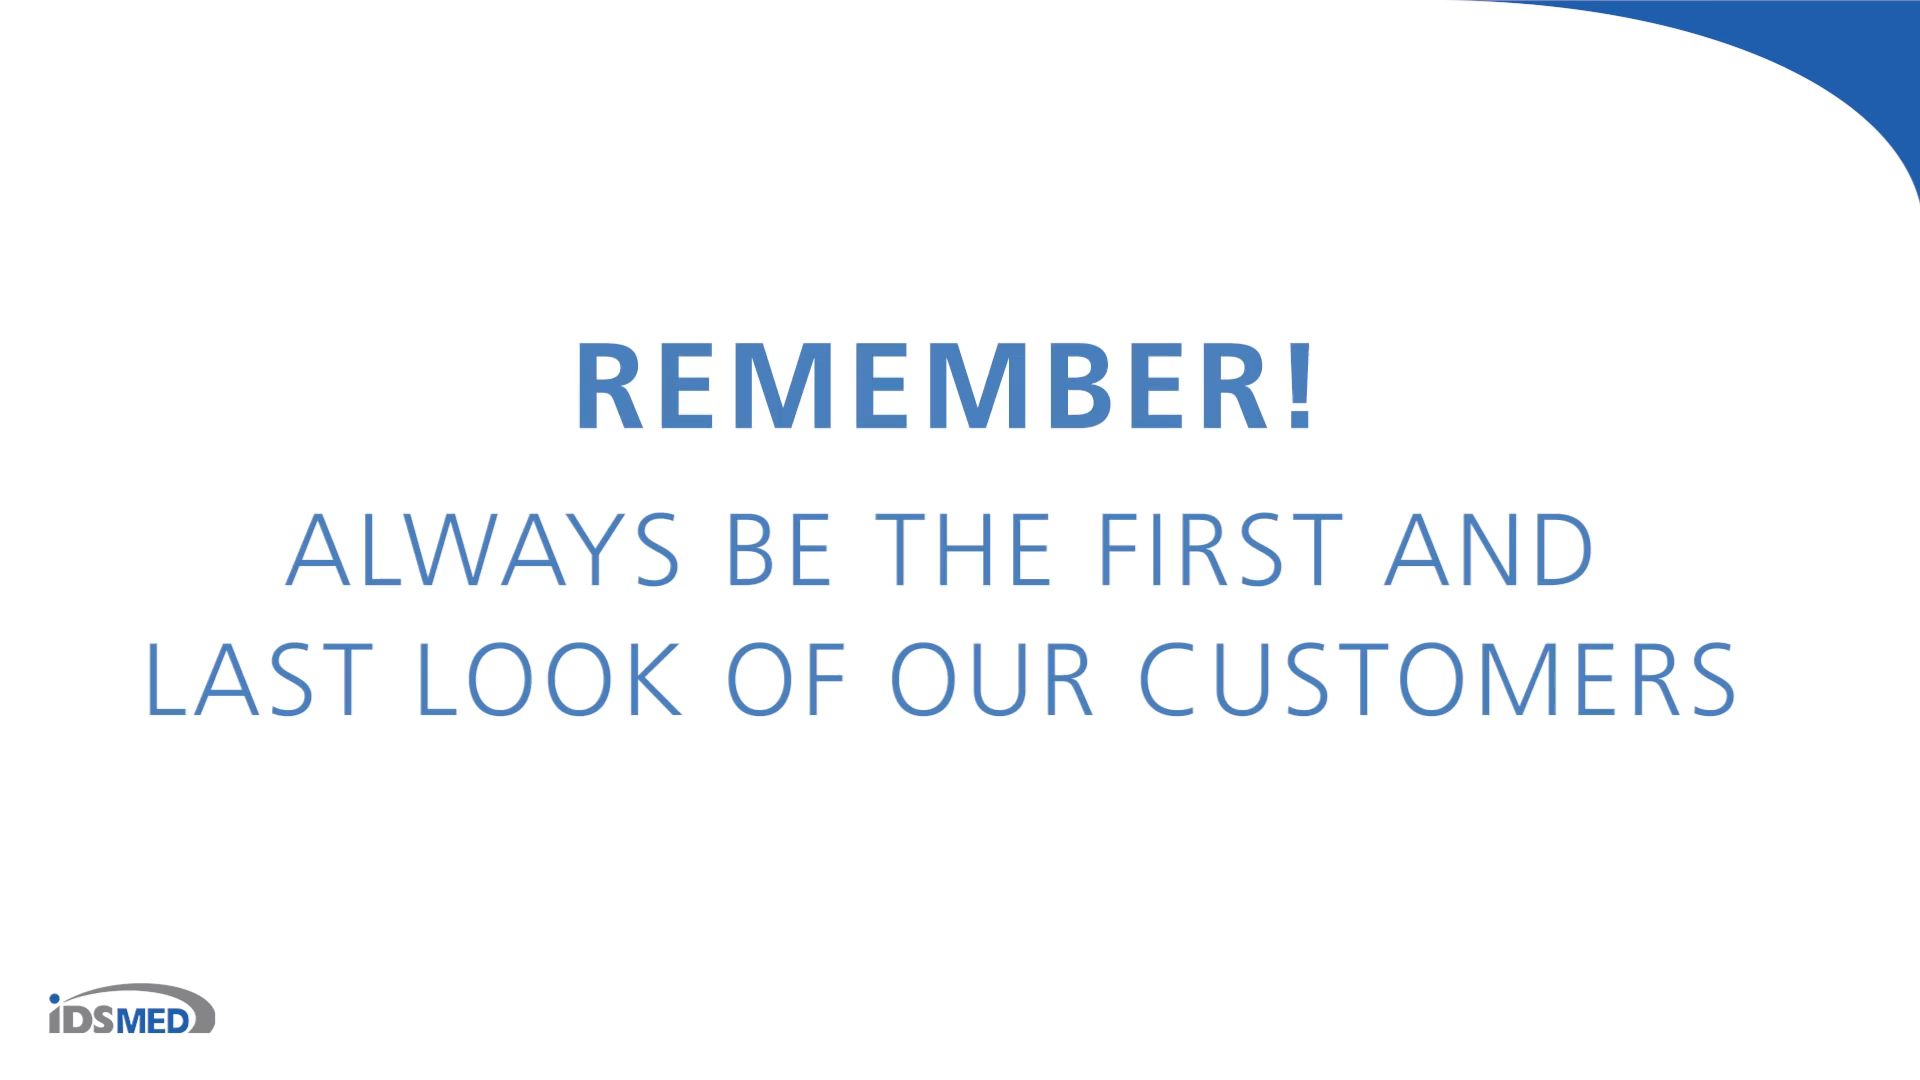 REMEMBER!
ALWAYS BE THE FIRST AND
LAST LOOK OF OUR CUSTOMERS
iDSMED